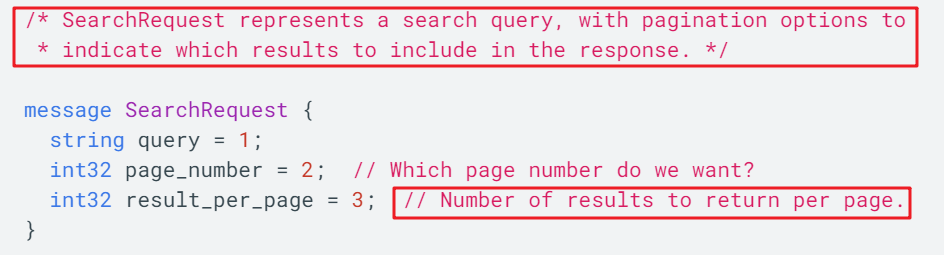 /* SearchRequest represents a search query, with pagination options to
 * indicate which results to include in the response. */
message SearchRequest {
  string query = 1;
  int32 page_number = 2;  // Which page number do we want?
  int32 result_per_page = 3;  // Number of results to return per page.
}